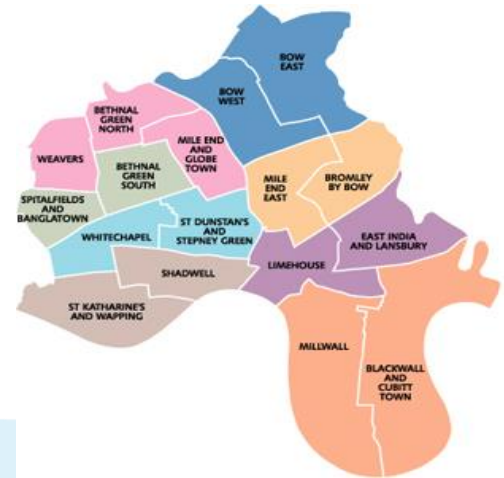 BOW
EAST
BOW
WEST
BETHNAL
GREEN
NORTH
MILE END
AND
GLOBE
TOWN
WEAVERS
BETHNAL
GREEN
SOUTH
MILE
END
EAST
BROMLEY
BY BOW
SPITALFIELDS
AND
BANGLATOWN
ST DUNSTAN'S
AND
STEPNEY GREEN
WHITECHAPEL
EAST INDIA
AND LANSBURY
LIMEHOUSE
SHADWELL
ST KATHARINE'S
AND WAPPING
MILLWALL
BLACKWALL
AND
CUBITT
TOWN